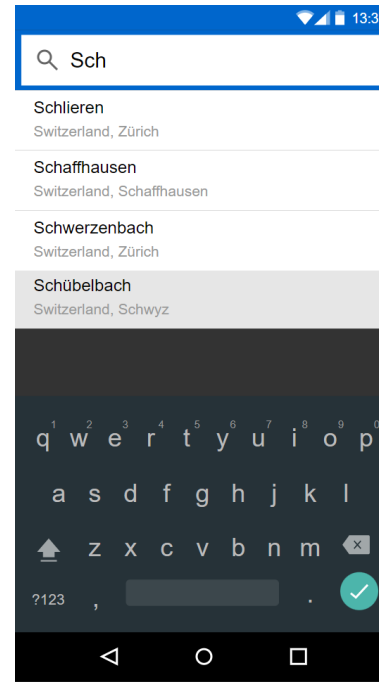 13:3
Sch
Schlieren
Switzerland, Zürich
Schaffhausen
Switzerland, Schaffhausen
Schwerzenbach
Switzerland, Zürich
Schübelbach
Switzerland, Schwyz
1 2 3 4 5 6 7 8 9 0
q w e r t y u i o p
a s d f g h j k l
z x c v b n m
?123 , .